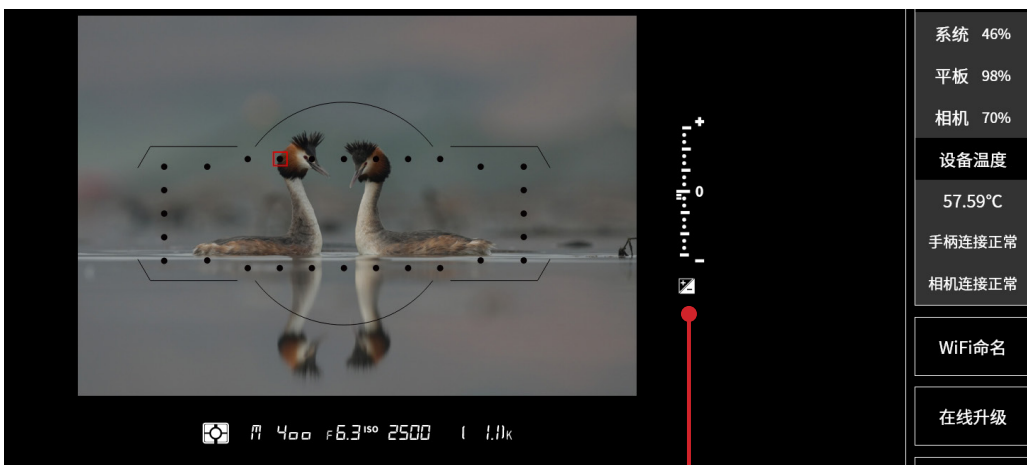 系统 46%
平板 98%
相机 70%
设备温度
57.59℃
手柄连接正常
相机连接正常
WiFi命名
在线升级
+
0
−
M 400 F6.3 ISO 2500 [ 1.1]K